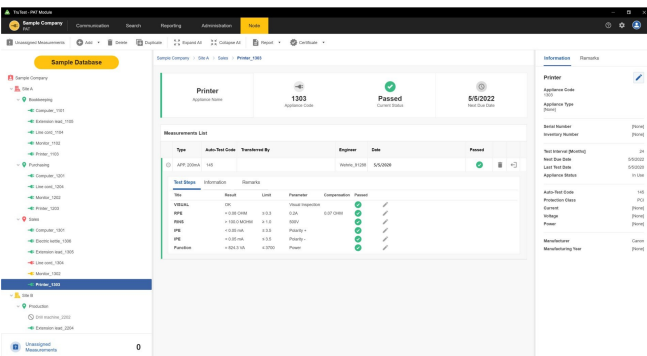 TruTest - PAT Module
Sample Company
PAT
Communication
Search
Reporting
Administration
Node
Unassigned Measurements
Add
Delete
Duplicate
Expand All
Collapse All
Report
Certificate
Sample Database
Sample Company
Site A
Bookkeeping
Computer_1101
Extension lead_1105
Line cord_1104
Monitor_1102
Printer_1103
Purchasing
Computer_1201
Line cord_1204
Monitor_1202
Printer_1203
Sales
Computer_1301
Electric kettle_1306
Extension lead_1305
Line cord_1304
Monitor_1302
Printer_1303
Site B
Production
Drill machine_2202
Extension lead_2204
Unassigned
Measurements
0
Sample Company > Site A > Sales > Printer_1303
Printer
Appliance Name
1303
Appliance Code
Passed
Current Status
5/5/2022
Next Due Date
Measurements List
Type Auto-Test Code Transferred By Engineer Date Passed
APP_200mA 145 Metrric_91286 5/5/2020
Test Steps Information Remarks
Title Result Limit Parameter Compensation Passed
VISUAL OK Visual Inspection
RPE = 0.08 OHM ≤ 0.3 0.2A 0.07 OHM
RINS > 100.0 MOHM ≥ 1.0 500V
IPE < 0.05 mA ≤ 3.5 Polarity +
IPE < 0.05 mA ≤ 3.5 Polarity -
Function = 824.3 VA ≤ 3700 Power
Information Remarks
Printer
Appliance Code
1303
Appliance Type
[None]
Serial Number [None]
Inventory Number [None]
Test Interval [Months] 24
Next Due Date 5/5/2022
Last Test Date 5/5/2020
Appliance Status In Use
Auto-Test Code 145
Protection Class PCI
Current [None]
Voltage [None]
Power [None]
Manufacturer Canon
Manufacturing Year [None]